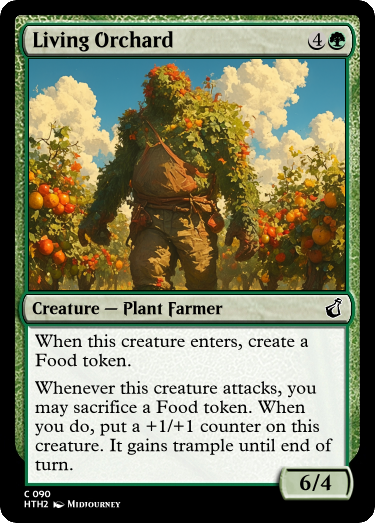 Living Orchard 4
Creature — Plant Farmer
When this creature enters, create a
Food token.
Whenever this creature attacks, you
may sacrifice a Food token. When
you do, put a +1/+1 counter on this
creature. It gains trample until end of
turn.
6/4
C 090
HTH2 Midjourney